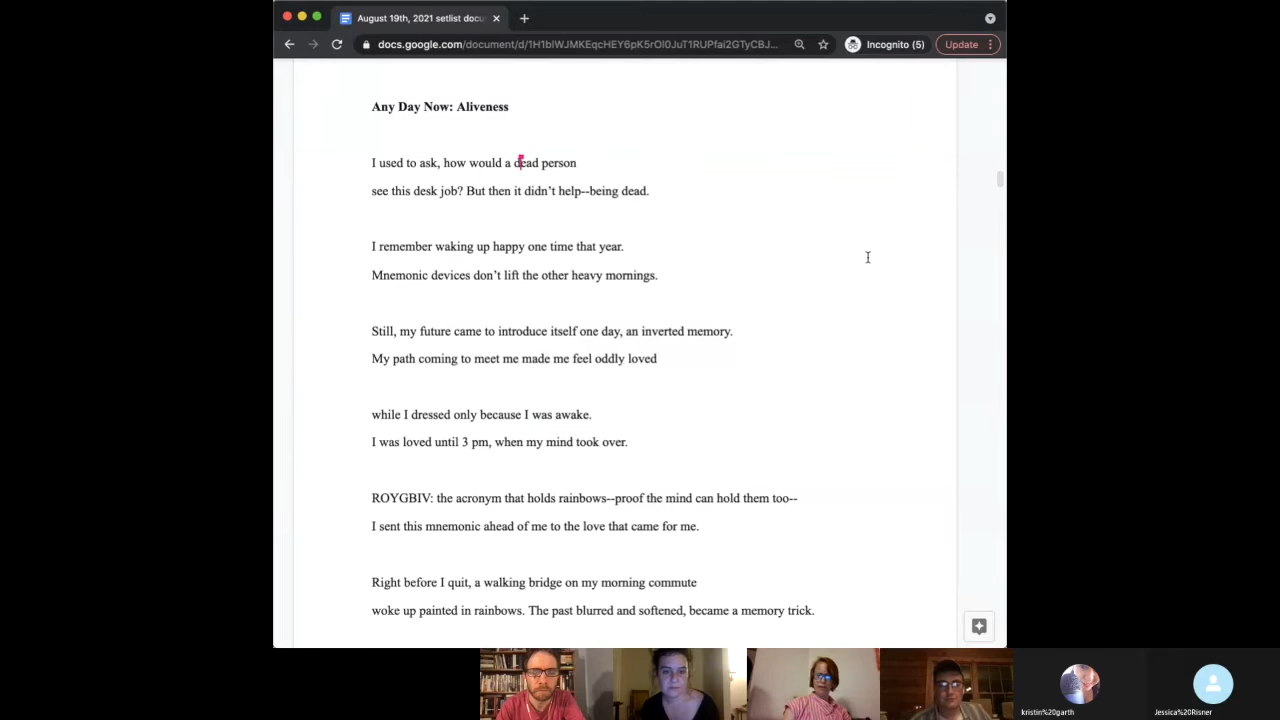 August 19th, 2021 setlist docu
docs.google.com/document/d/1H1blWJMKEqcHEY6pK5rOl0JuT1RUPfai2GTyCBJ...
Incognito (5)
Update
Any Day Now: Aliveness
I used to ask, how would a dead person
see this desk job? But then it didn’t help--being dead.
I remember waking up happy one time that year.
Mnemonic devices don’t lift the other heavy mornings.
Still, my future came to introduce itself one day, an inverted memory.
My path coming to meet me made me feel oddly loved
while I dressed only because I was awake.
I was loved until 3 pm, when my mind took over.
ROYGBIV: the acronym that holds rainbows--proof the mind can hold them too--
I sent this mnemonic ahead of me to the love that came for me.
Right before I quit, a walking bridge on my morning commute
woke up painted in rainbows. The past blurred and softened, became a memory trick.
kristin%20garth
Jessica%20Risner